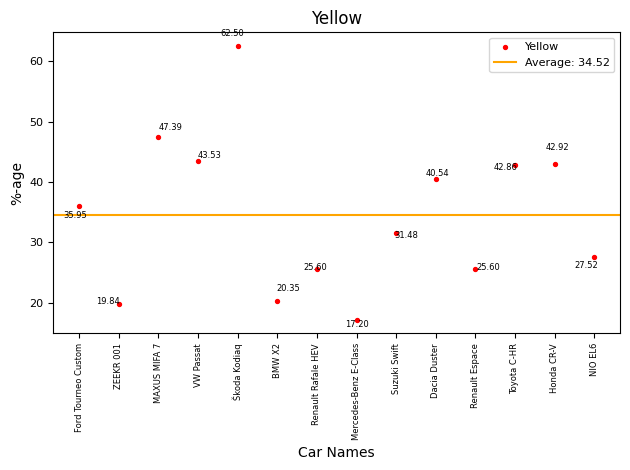 Yellow
Yellow
Average: 34.52
%-age
60
50
40
30
20
62.50
47.39
43.53
42.92
42.86
40.54
35.95
31.48
25.60
25.60
27.52
20.35
19.84
17.20
Ford Tourneo Custom
ZEEKR 001
MAXUS MIFA 7
VW Passat
Škoda Kodiaq
BMW X2
Renault Rafale HEV
Mercedes-Benz E-Class
Suzuki Swift
Dacia Duster
Renault Espace
Toyota C-HR
Honda CR-V
NIO EL6
Car Names